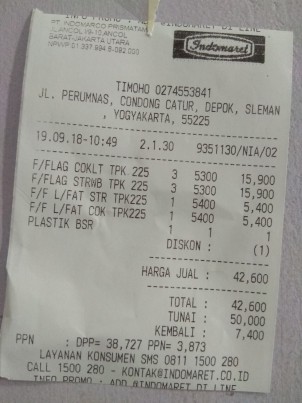 INFO PROMO : ADD @INDOMARET DI LINE
PT. INDOMARCO PRISMATAMA
JL.ANCOL I/9-10,ANCOL
BARAT-JAKARTA UTARA
NPWP:01 337 994 6-092.000
Indomaret
TIMOHO 0274553841
JL. PERUMNAS, CONDONG CATUR, DEPOK, SLEMAN
, YOGYAKARTA, 55225
19.09.18-10:49 2.1.30 9351130/NIA/02
F/FLAG COKLT TPK 225 3 5300 15,900
F/FLAG STRWB TPK 225 3 5300 15,900
F/F L/FAT STR TPK225 1 5400 5,400
F/F L/FAT COK TPK225 1 5400 5,400
PLASTIK BSR 1 1 1
DISKON : (1)
HARGA JUAL : 42,600
TOTAL : 42,600
TUNAI : 50,000
KEMBALI : 7,400
PPN : DPP= 38,727 PPN= 3,873
LAYANAN KONSUMEN SMS 0811 1500 280
CALL 1500 280 - KONTAK@INDOMARET.CO.ID
INFO PROMO : ADD @INDOMARET DI LINE